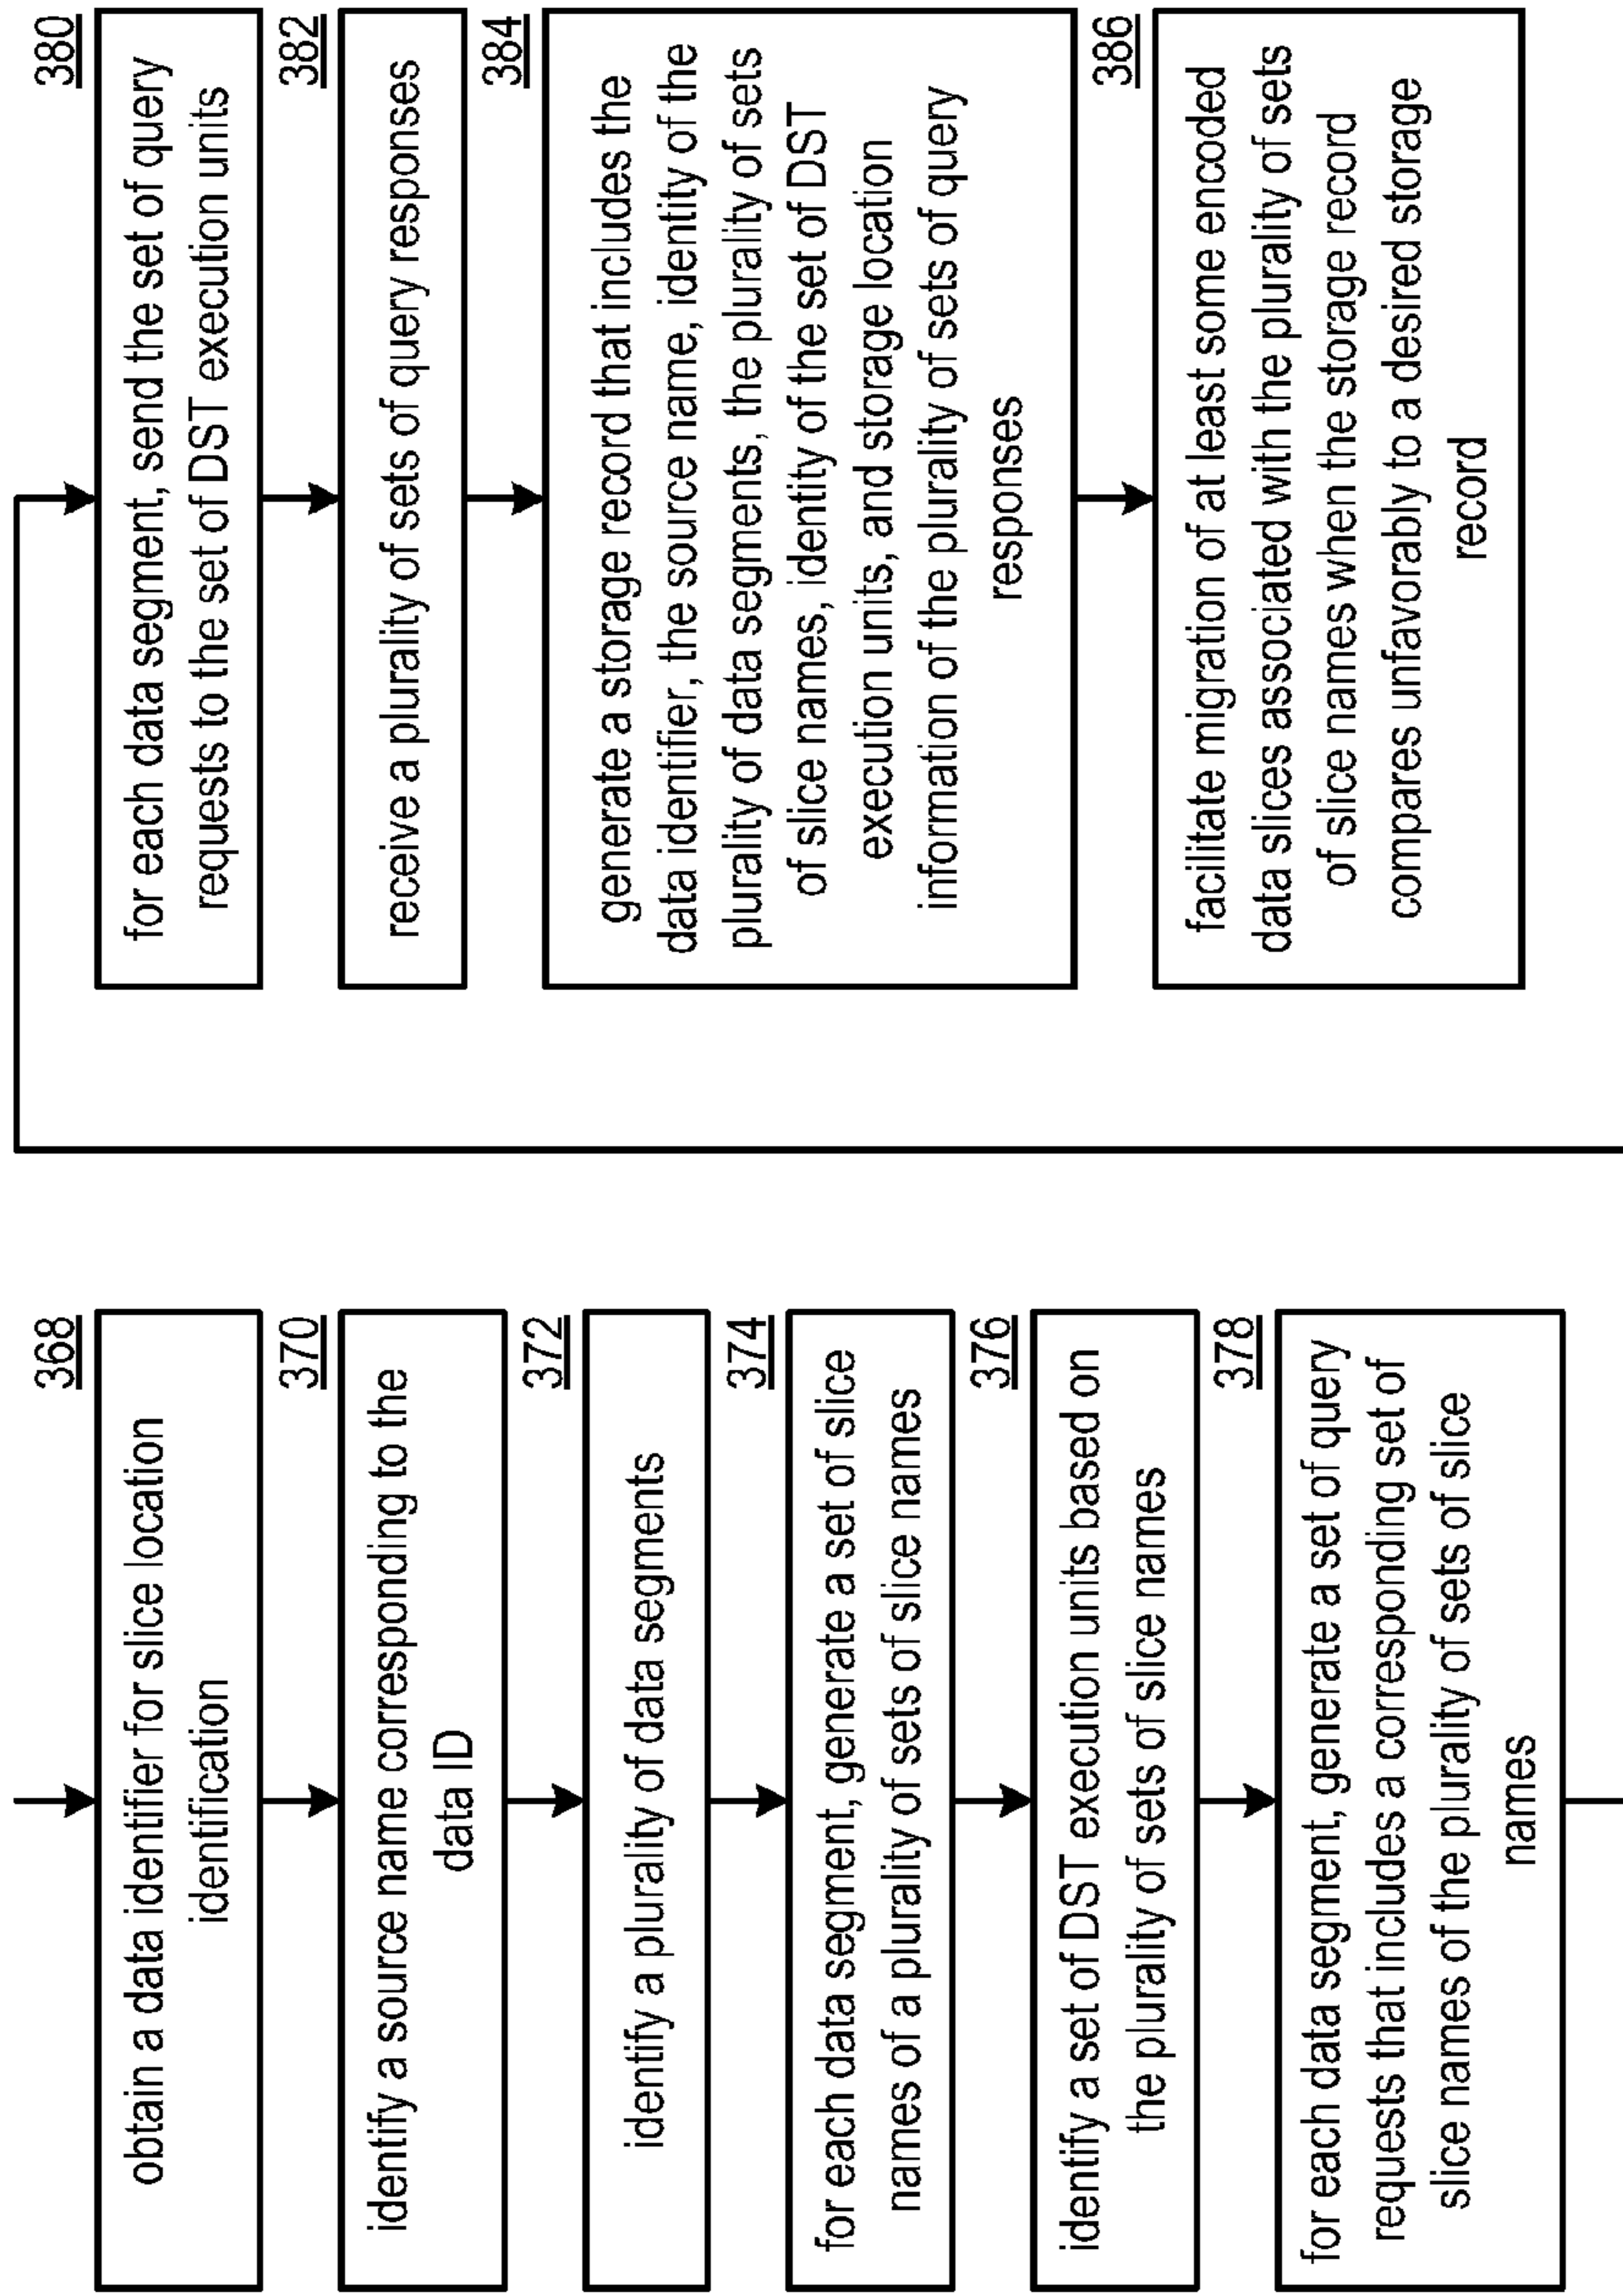 368
obtain a data identifier for slice location
identification
370
identify a source name corresponding to the
data ID
372
identify a plurality of data segments
374
for each data segment, generate a set of slice
names of a plurality of sets of slice names
376
identify a set of DST execution units based on
the plurality of sets of slice names
378
for each data segment, generate a set of query
requests that includes a corresponding set of
slice names of the plurality of sets of slice
names
380
for each data segment, send the set of query
requests to the set of DST execution units
382
receive a plurality of sets of query responses
384
generate a storage record that includes the
data identifier, the source name, identity of the
plurality of data segments, the plurality of sets
of slice names, identity of the set of DST
execution units, and storage location
information of the plurality of sets of query
responses
386
facilitate migration of at least some encoded
data slices associated with the plurality of sets
of slice names when the storage record
compares unfavorably to a desired storage
record